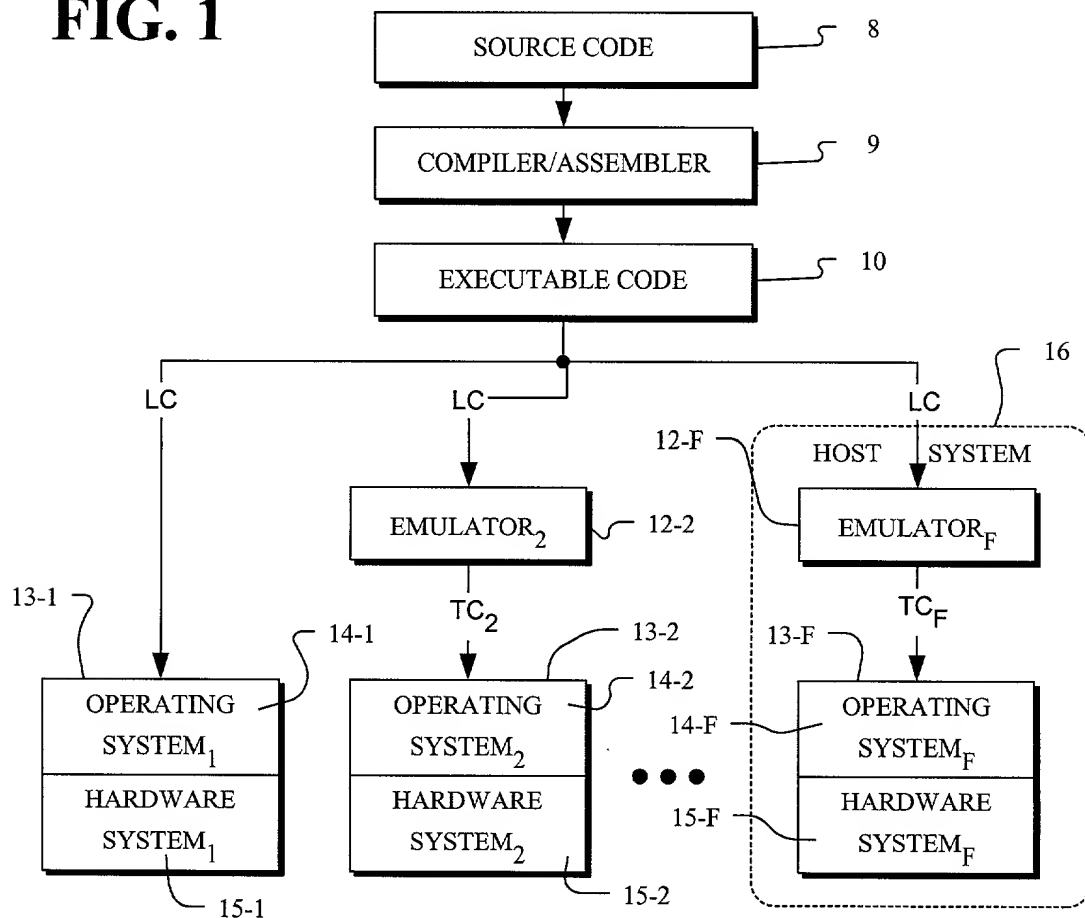 FIG. 1
SOURCE CODE
8
COMPILER/ASSEMBLER
9
EXECUTABLE CODE
10
16
LC
LC
LC
12-F
HOST SYSTEM
EMULATOR2
12-2
EMULATORF
13-1
14-1
TC2
13-2
TCF
13-F
OPERATING
SYSTEM1
OPERATING
SYSTEM2
14-2
14-F
OPERATING
SYSTEMF
HARDWARE
SYSTEM1
HARDWARE
SYSTEM2
15-F
HARDWARE
SYSTEMF
15-1
15-2